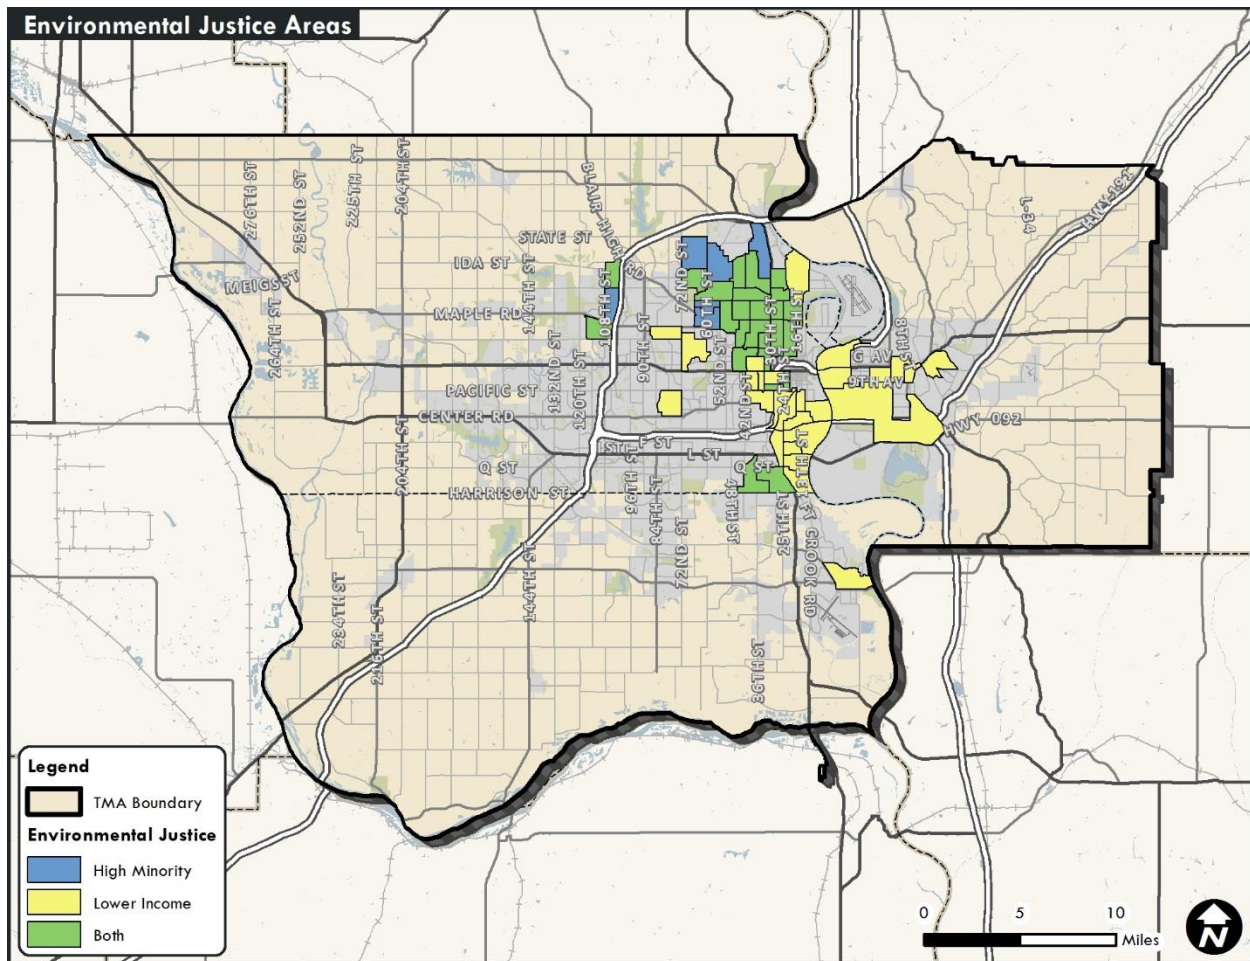 Environmental Justice Areas
276TH ST
252ND ST
225TH ST
204TH ST
BLAIR HIGH RD
L-34
HWY 191
STATE ST
IDA ST
MEIGS ST
264TH ST
144TH ST
MAPLE RD
108TH ST
72ND ST
60TH ST
30TH ST
16TH ST
132ND ST
120TH ST
90TH ST
52ND ST
42ND ST
24TH ST
8TH ST
G AV
9TH AV
PACIFIC ST
CENTER RD
HWY 092
204TH ST
F ST
L ST
Q ST
Q ST
HARRISON ST
96TH ST
84TH ST
72ND ST
48TH ST
25TH ST
CROOK RD
144TH ST
234TH ST
216TH ST
36TH ST
Legend
TMA Boundary
Environmental Justice
High Minority
Lower Income
Both
0 5 10
Miles
N